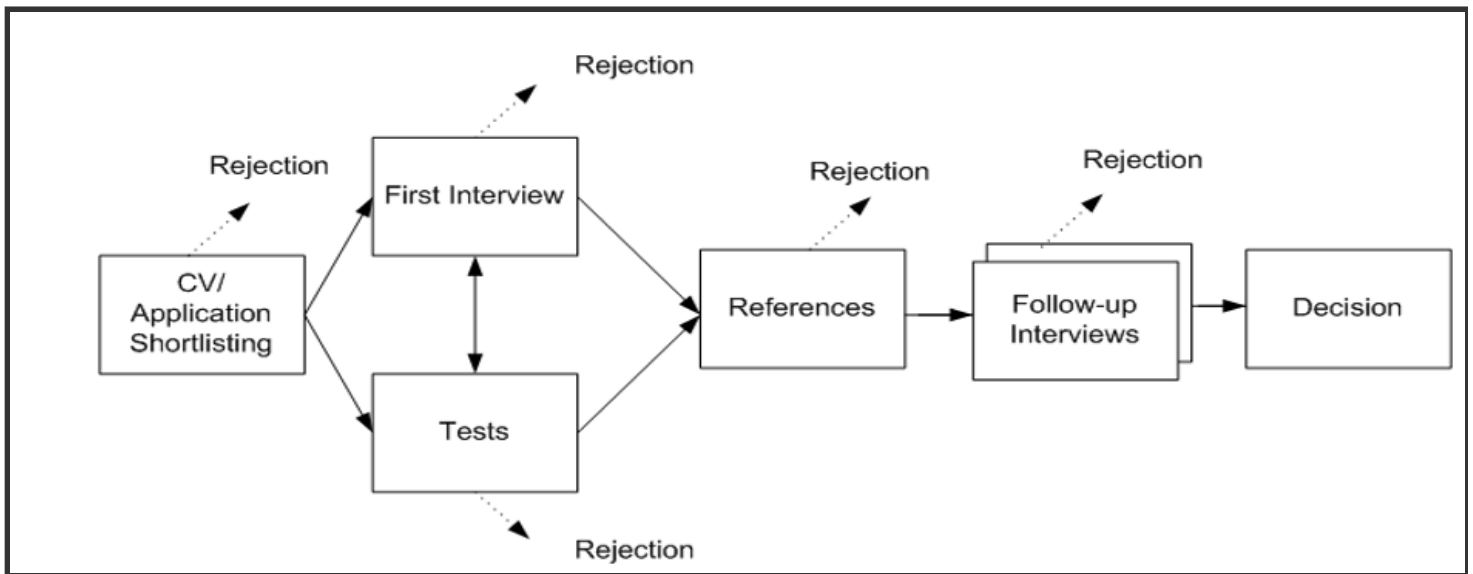 Rejection
Rejection
Rejection
Rejection
First Interview
CV/
Application
Shortlisting
References
Follow-up
Interviews
Decision
Tests
Rejection